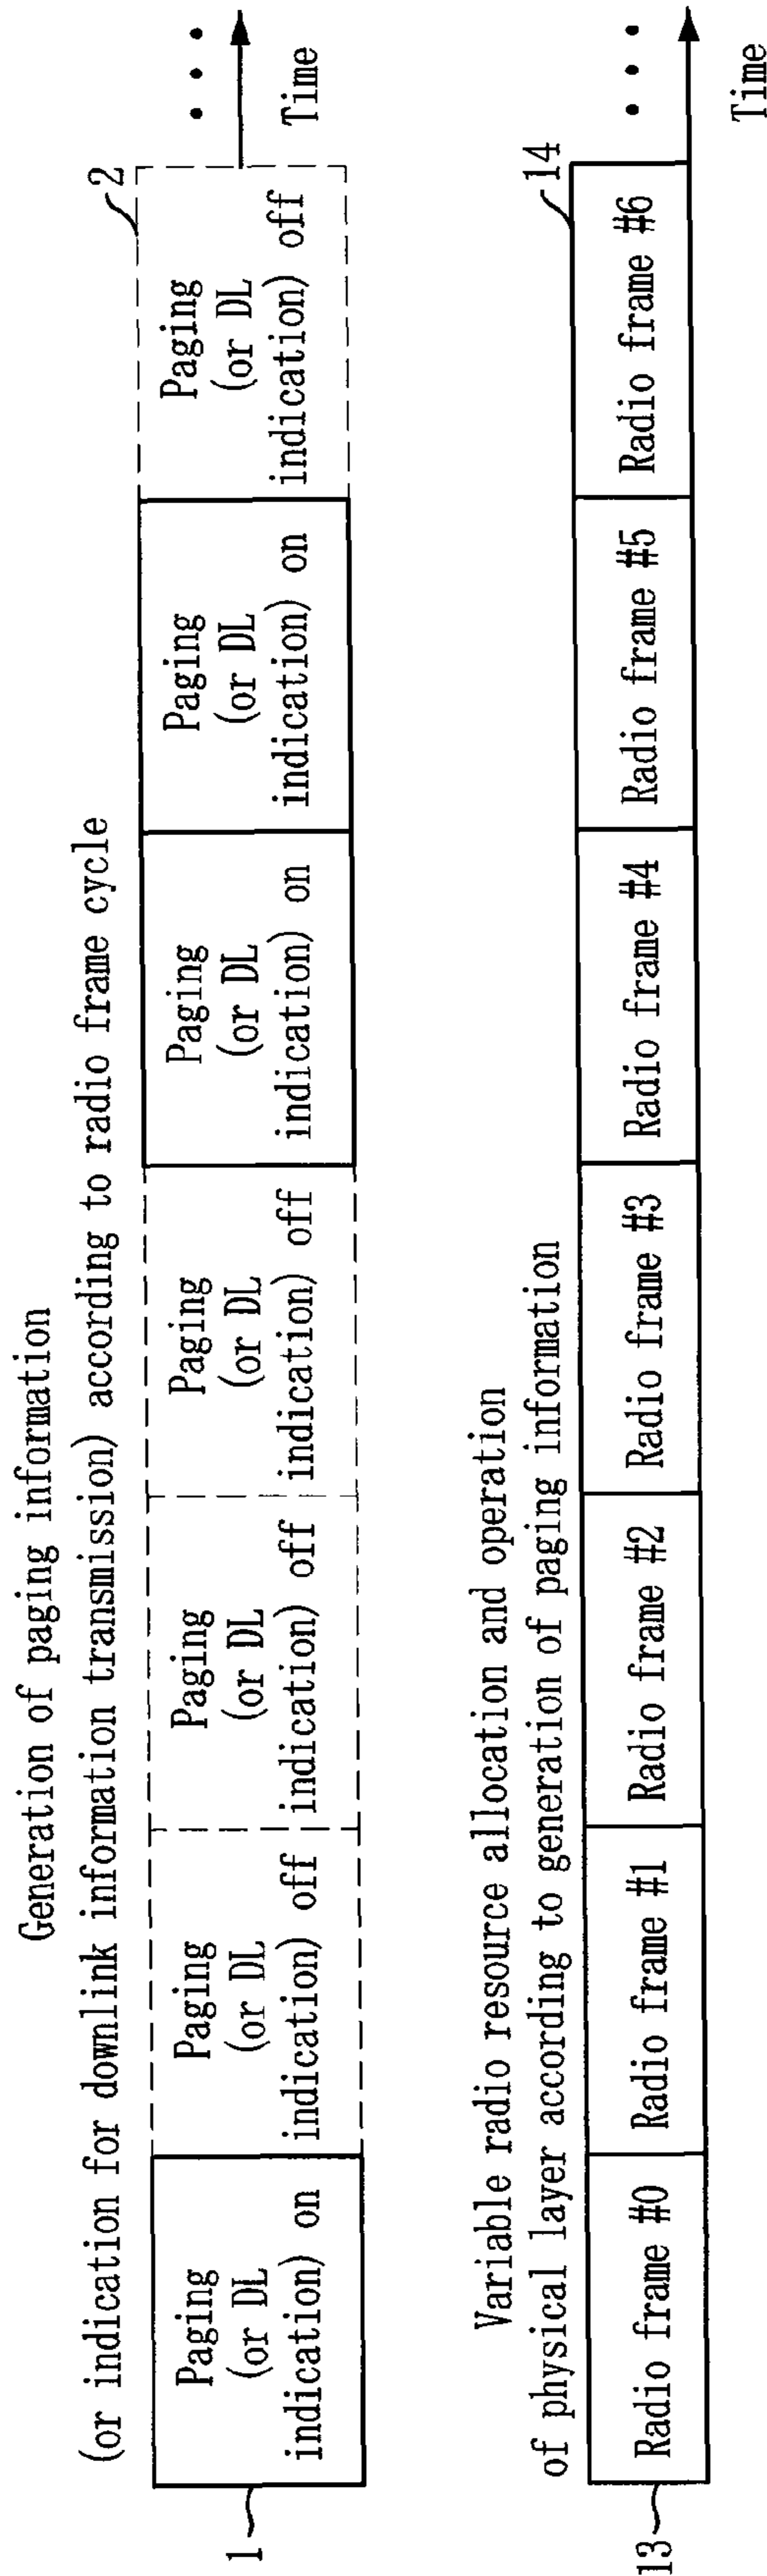 Generation of paging information
(or indication for downlink information transmission) according to radio frame cycle
1
Paging
(or DL
indication) on
Paging
(or DL
indication) off
Paging
(or DL
indication) off
Paging
(or DL
indication) off
Paging
(or DL
indication) on
Paging
(or DL
indication) on
Paging
(or DL
indication) off
2
Time
Variable radio resource allocation and operation
of physical layer according to generation of paging information
13
Radio frame #0
Radio frame #1
Radio frame #2
Radio frame #3
Radio frame #4
Radio frame #5
Radio frame #6
14
Time